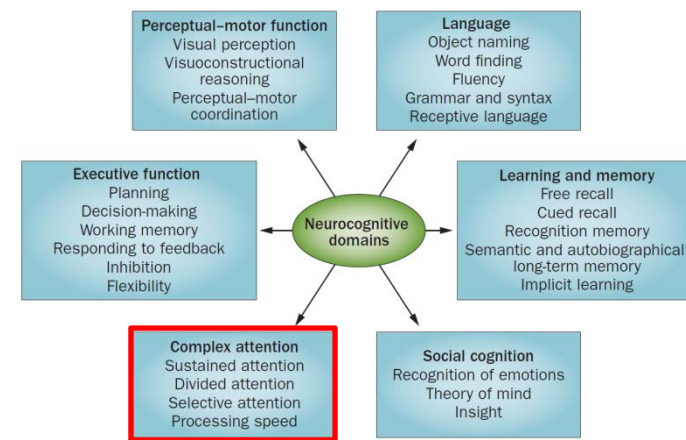 Perceptual–motor function
Visual perception
Visuoconstructional
reasoning
Perceptual–motor
coordination
Language
Object naming
Word finding
Fluency
Grammar and syntax
Receptive language
Executive function
Planning
Decision-making
Working memory
Responding to feedback
Inhibition
Flexibility
Neurocognitive
domains
Learning and memory
Free recall
Cued recall
Recognition memory
Semantic and autobiographical
long-term memory
Implicit learning
Complex attention
Sustained attention
Divided attention
Selective attention
Processing speed
Social cognition
Recognition of emotions
Theory of mind
Insight